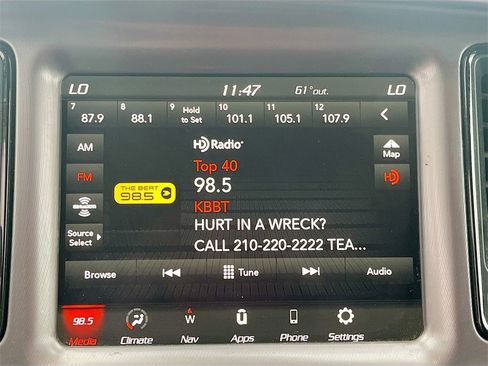 LO 11:47 61°out. LO
7 8 9 Hold to Set 10 11 12
87.9 88.1 101.1 105.1 107.9
AM
HD Radio
Map
Top 40
FM
98.5
THE BEAT
98.5
KBBT
HURT IN A WRECK?
Source
Select
CALL 210-220-2222 TEA...
Browse Tune Audio
98.5 W
Media Climate Nav Apps Phone Settings